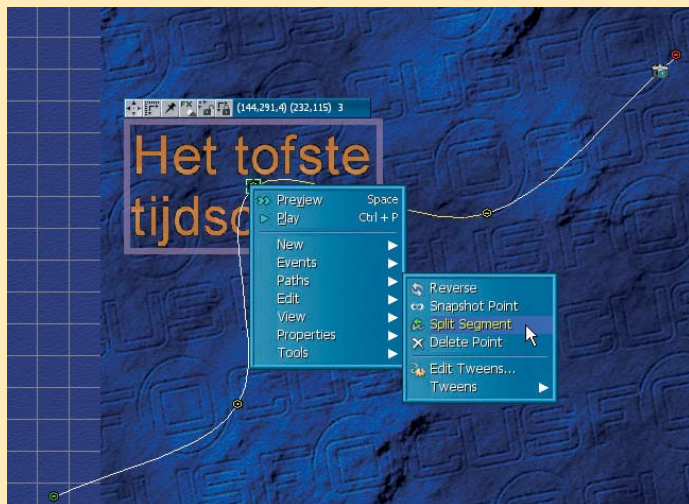 (144,291,4) (232,115) 3
Het tofste
tijdsc
Preview Space
Play Ctrl + P
New
Events
Paths
Edit
View
Properties
Tools
Reverse
Snapshot Point
Split Segment
Delete Point
Edit Tweens...
Tweens